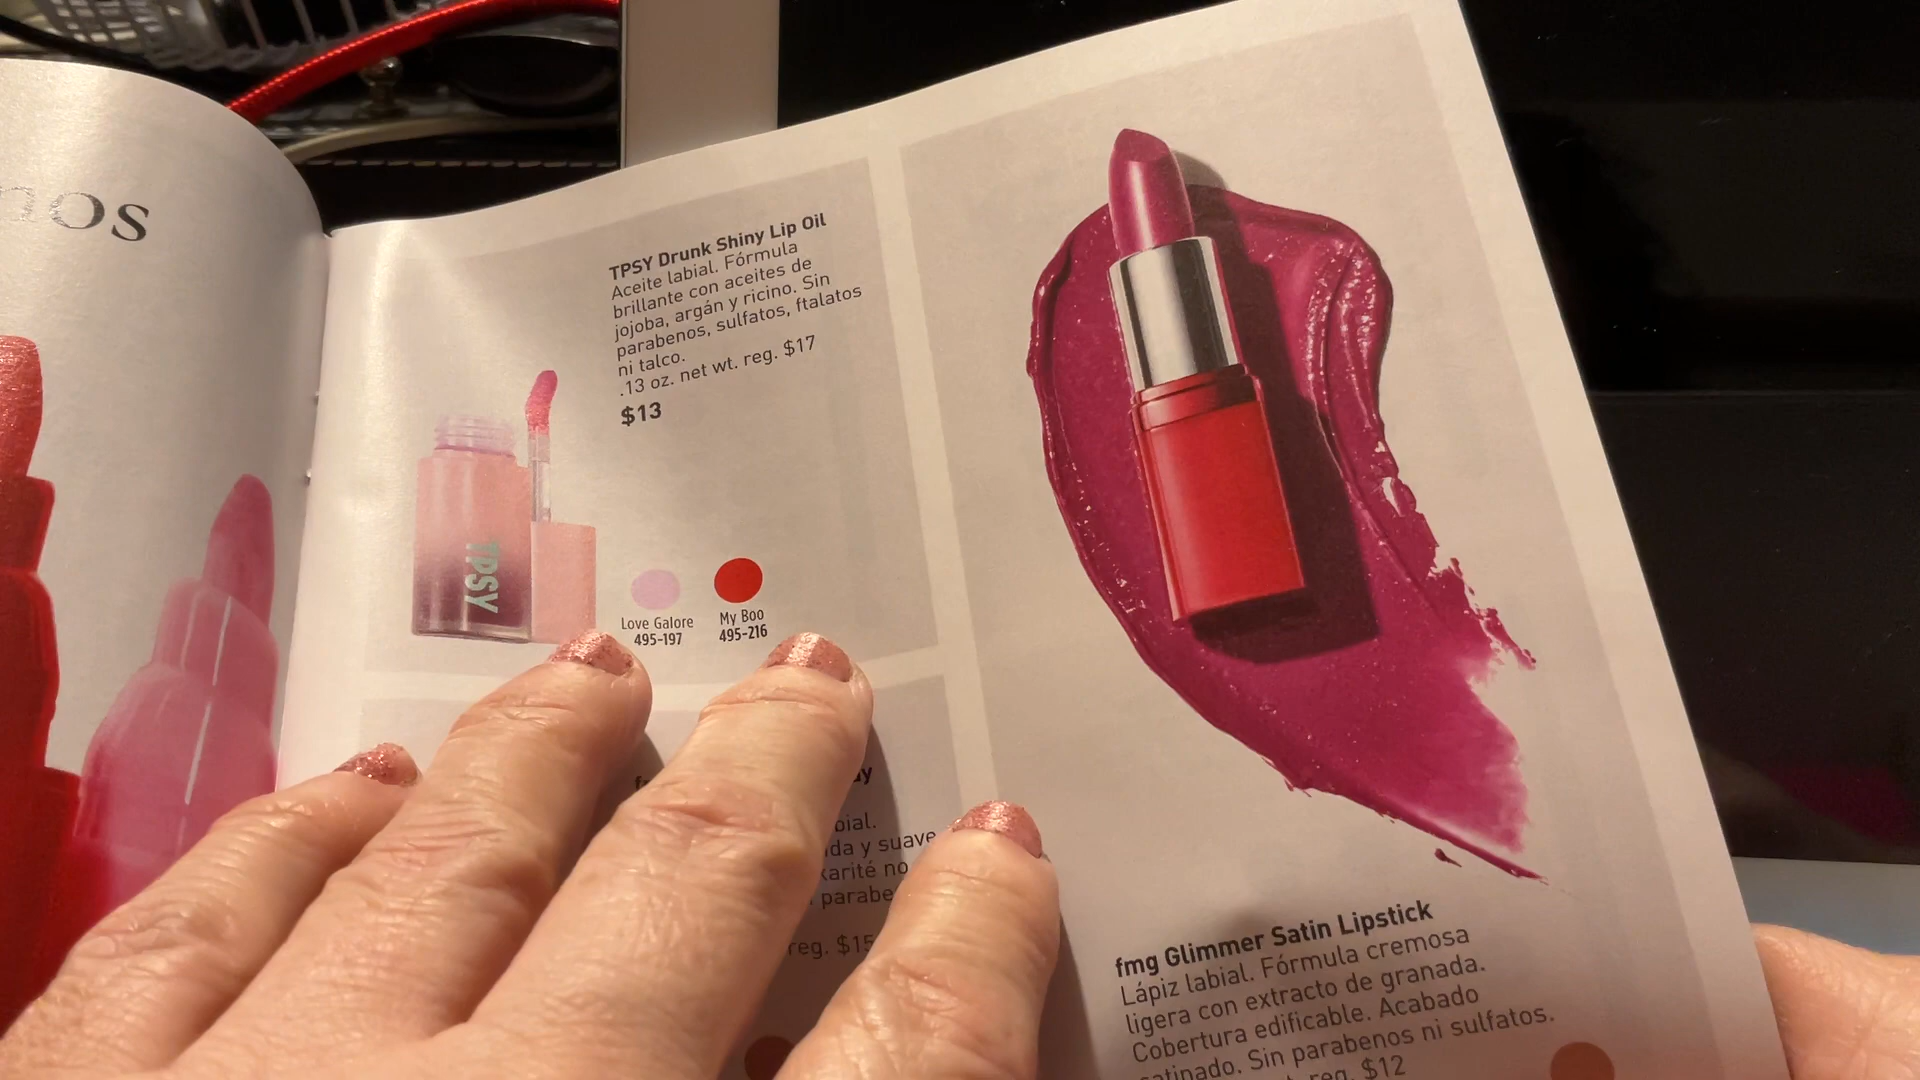 TPSY Drunk Shiny Lip Oil
Aceite labial. Fórmula
brillante con aceites de
jojoba, argán y ricino. Sin
parabenos, sulfatos, ftalatos
ni talco.
.13 oz. net wt. reg. $17
$13
TPSY
Love Galore
495-197
My Boo
495-216
y suave
karité no
reg. $15
fmg Glimmer Satin Lipstick
Lápiz labial. Fórmula cremosa
ligera con extracto de granada.
Cobertura edificable. Acabado
satinado. Sin parabenos ni sulfatos.
reg. $12